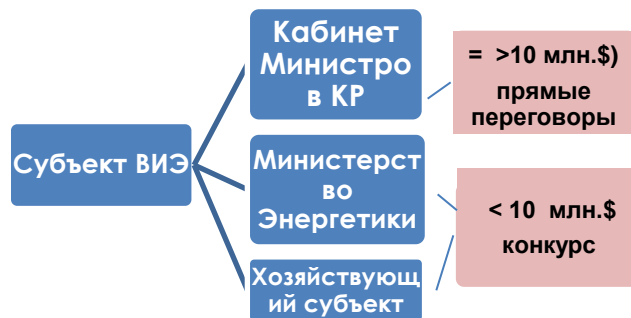 Кабинет
Министро
в КР
= >10 млн.$)
прямые
переговоры
Субъект ВИЭ
Министерст
во
Энергетики
< 10 млн.$
конкурс
Хозяйствующ
ий субъект